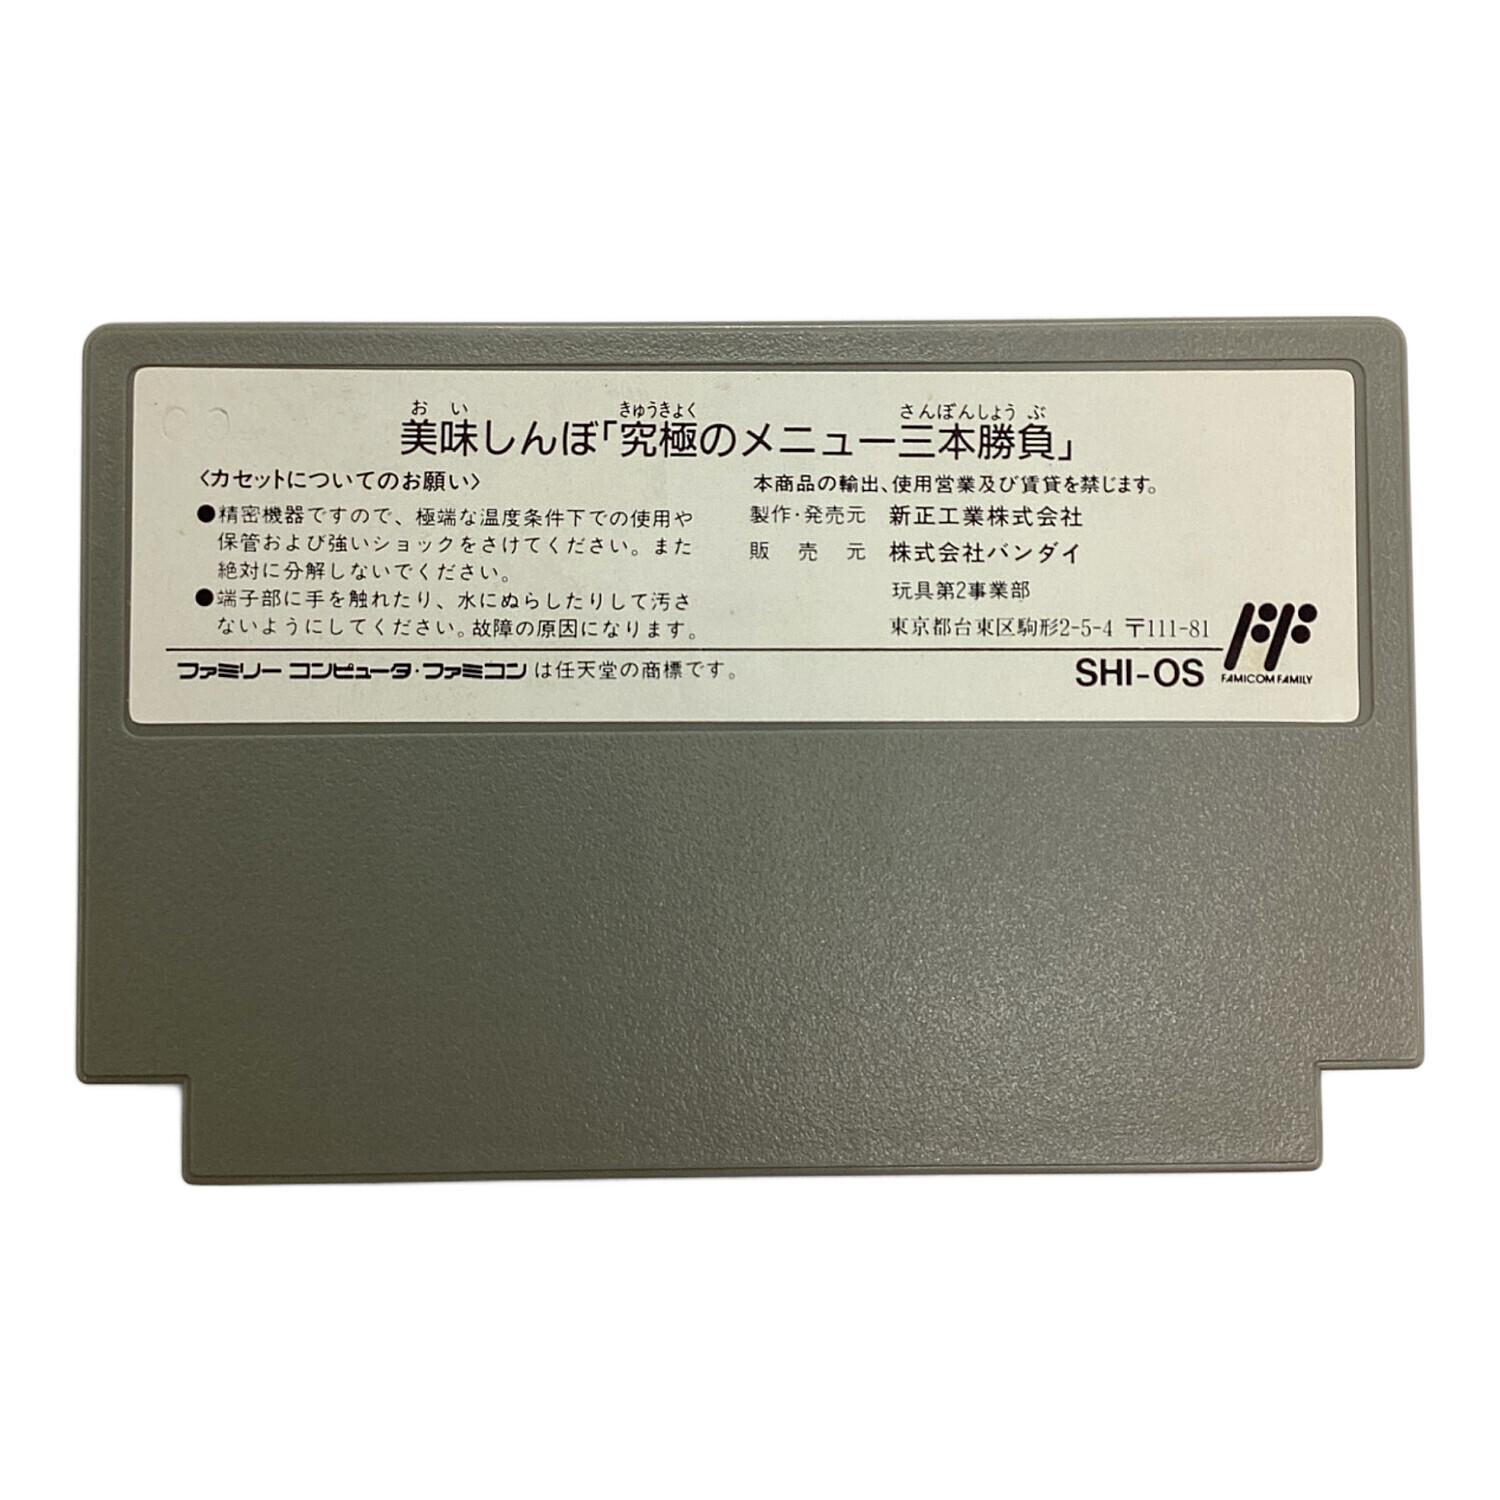 おい きゅうきょく さんぼんしょうぶ
美味しんぼ「究極のメニュー三本勝負」
〈カセットについてのお願い〉
●精密機器ですので、極端な温度条件下での使用や
保管および強いショックをさけてください。また
絶対に分解しないでください。
●端子部に手を触れたり、水にぬらしたりして汚さ
ないようにしてください。故障の原因になります。
本商品の輸出、使用営業及び賃貸を禁じます。
製作・発売元 新正工業株式会社
販売元 株式会社バンダイ
玩具第2事業部
東京都台東区駒形2-5-4 〒111-81
ファミリーコンピュータ・ファミコンは任天堂の商標です。
SHI-OS
FAMICOM FAMILY